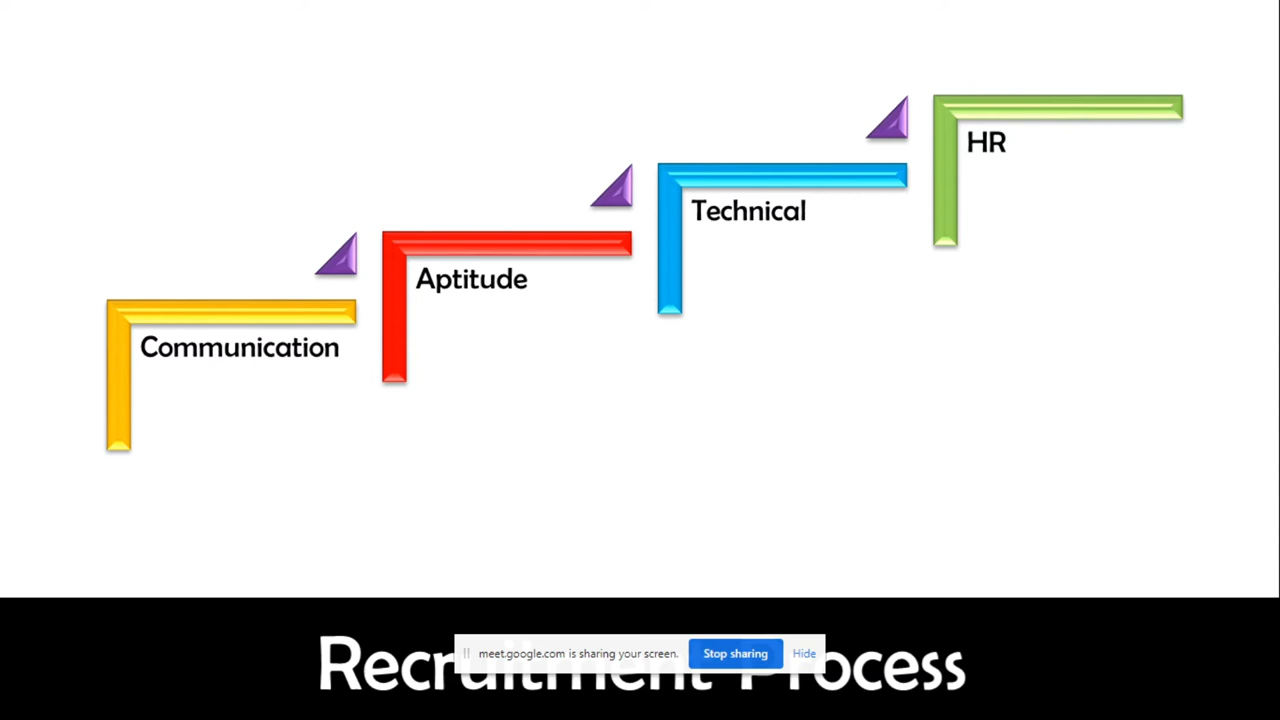 HR
Technical
Aptitude
Communication
Recruitment Process
meet.google.com is sharing your screen.
Stop sharing
Hide